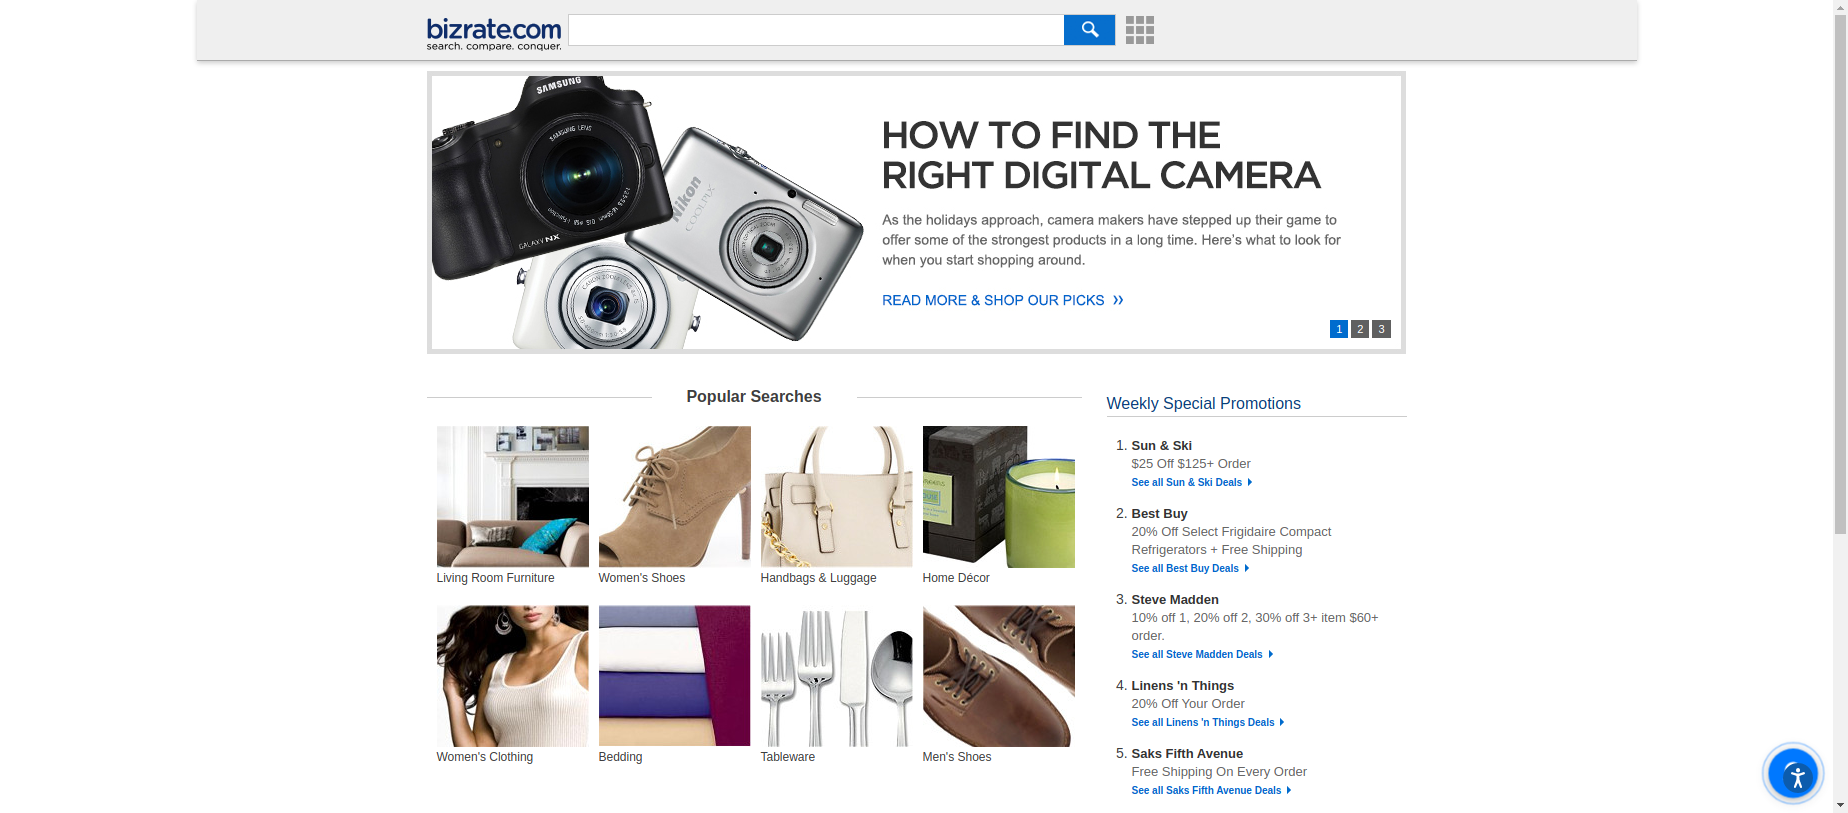 bizrate.com
search. compare. conquer.
SAMSUNG
SAMSUNG LENS
GALAXY NX
Nikon
COOLPIX
CANON ZOOM LENS
HOW TO FIND THE
RIGHT DIGITAL CAMERA
As the holidays approach, camera makers have stepped up their game to
offer some of the strongest products in a long time. Here's what to look for
when you start shopping around.
READ MORE & SHOP OUR PICKS »
1 2 3
Popular Searches
Living Room Furniture
Women's Shoes
Handbags & Luggage
Home Décor
Women's Clothing
Bedding
Tableware
Men's Shoes
Weekly Special Promotions
1. Sun & Ski
$25 Off $125+ Order
See all Sun & Ski Deals
2. Best Buy
20% Off Select Frigidaire Compact
Refrigerators + Free Shipping
See all Best Buy Deals
3. Steve Madden
10% off 1, 20% off 2, 30% off 3+ item $60+
order.
See all Steve Madden Deals
4. Linens 'n Things
20% Off Your Order
See all Linens 'n Things Deals
5. Saks Fifth Avenue
Free Shipping On Every Order
See all Saks Fifth Avenue Deals